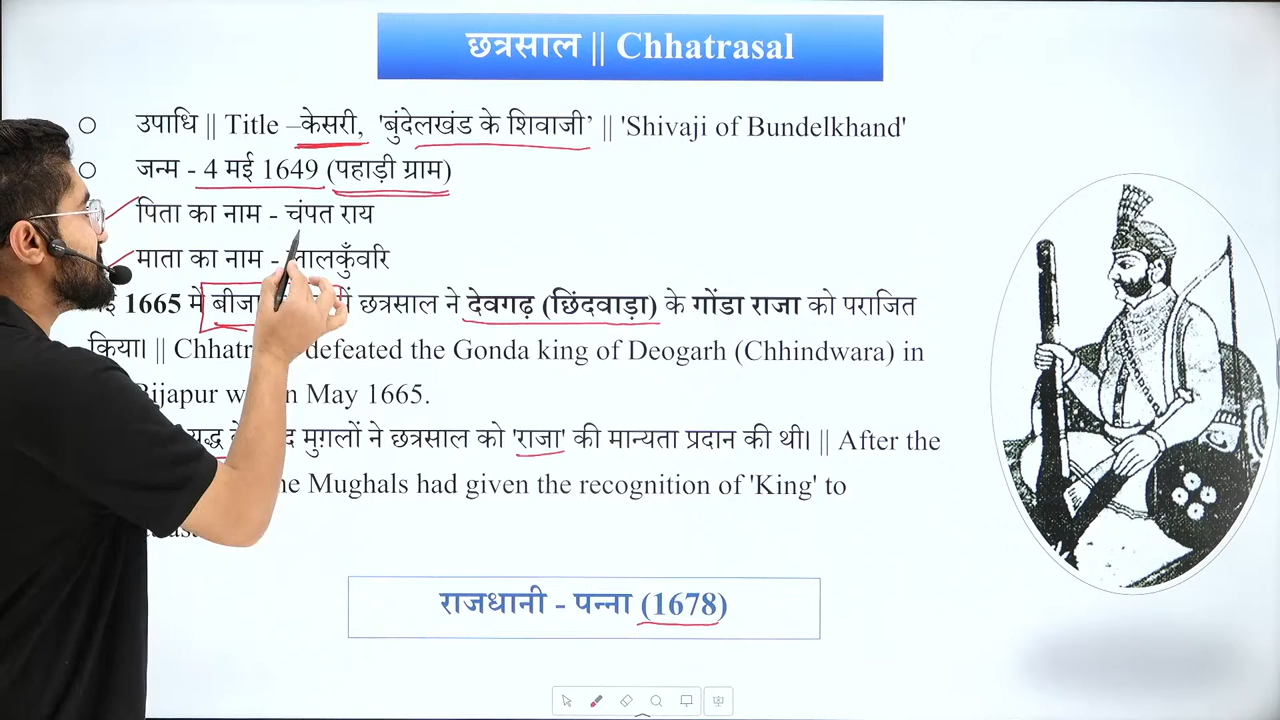 छत्रसाल || Chhatrasal
उपाधि || Title –केसरी, 'बुंदेलखंड के शिवाजी’ || 'Shivaji of Bundelkhand'
जन्म - 4 मई 1649 (पहाड़ी ग्राम)
पिता का नाम - चंपत राय
माता का नाम - लालकुँवरि
1665 में छत्रसाल ने देवगढ़ (छिंदवाड़ा) के गोंडा राजा को पराजित
किया। || defeated the Gonda king of Deogarh (Chhindwara) in
Bijapur May 1665.
युद्ध मुग़लों ने छत्रसाल को 'राजा' की मान्यता प्रदान की थी। || After the
Mughals had given the recognition of 'King' to
राजधानी - पन्ना (1678)